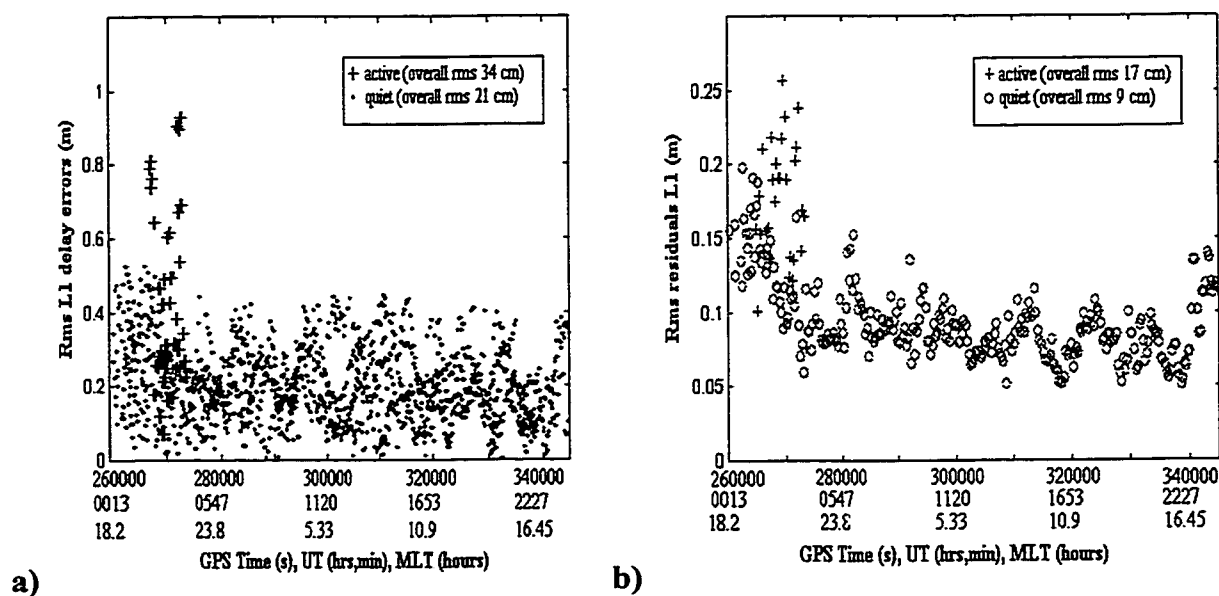 1
0.8
0.6
0.4
0.2
0
Rms L1 delay errors (m)
+ active (overall rms 34 cm)
• quiet (overall rms 21 cm)
260000 280000 300000 320000 340000
0013 0547 1120 1653 2227
18.2 23.8 5.33 10.9 16.45
GPS Time (s), UT (hrs,min), MLT (hours)
a)
0.25
0.2
0.15
0.1
0.05
0
Rms residuals L1 (m)
+ active (overall rms 17 cm)
o quiet (overall rms 9 cm)
260000 280000 300000 320000 340000
0013 0547 1120 1653 2227
18.2 23.8 5.33 10.9 16.45
GPS Time (s), UT (hrs,min), MLT (hours)
b)